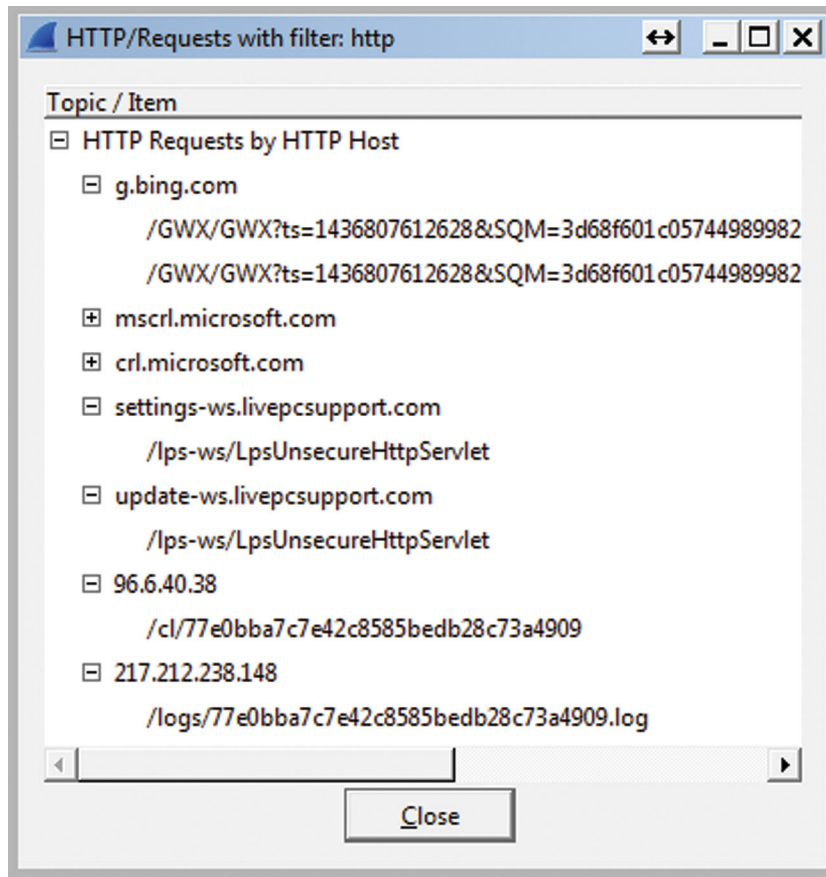 HTTP/Requests with filter: http
Topic / Item
HTTP Requests by HTTP Host
g.bing.com
/GWX/GWX?ts=1436807612628&SQM=3d68f601c05744989982
/GWX/GWX?ts=1436807612628&SQM=3d68f601c05744989982
mscrl.microsoft.com
crl.microsoft.com
settings-ws.livepcsupport.com
/lps-ws/LpsUnsecureHttpServlet
update-ws.livepcsupport.com
/lps-ws/LpsUnsecureHttpServlet
96.6.40.38
/cl/77e0bba7c7e42c8585bedb28c73a4909
217.212.238.148
/logs/77e0bba7c7e42c8585bedb28c73a4909.log
Close